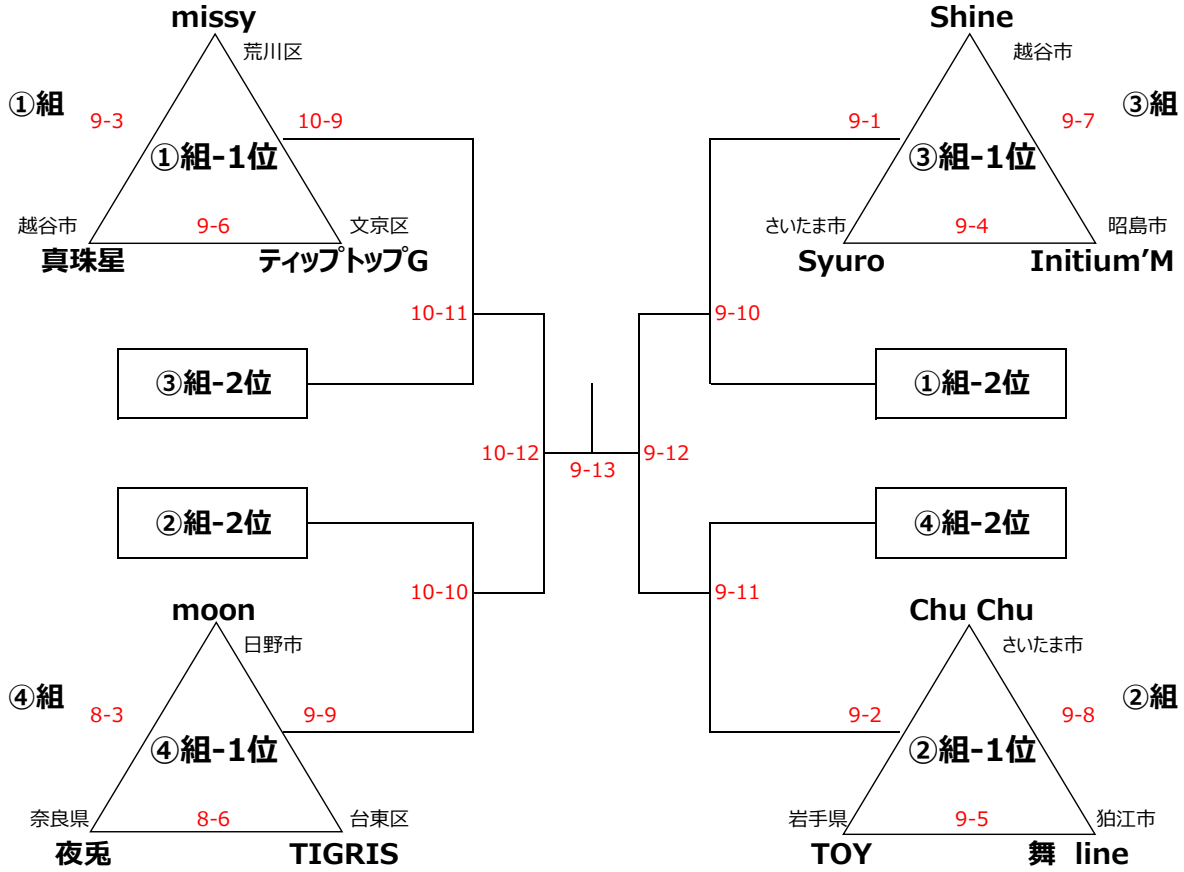 missy
荒川区
①組
9-3
10-9
①組-1位
越谷市
9-6
文京区
真珠星
ティップトップG
Shine
越谷市
③組
9-1
9-7
③組-1位
さいたま市
9-4
昭島市
Syuro
Initium’M
10-11
9-10
③組-2位
①組-2位
10-12
9-13
9-12
②組-2位
④組-2位
10-10
9-11
moon
日野市
④組
8-3
9-9
④組-1位
奈良県
8-6
台東区
夜兎
TIGRIS
Chu Chu
さいたま市
②組
9-2
9-8
②組-1位
岩手県
9-5
狛江市
TOY
舞 line